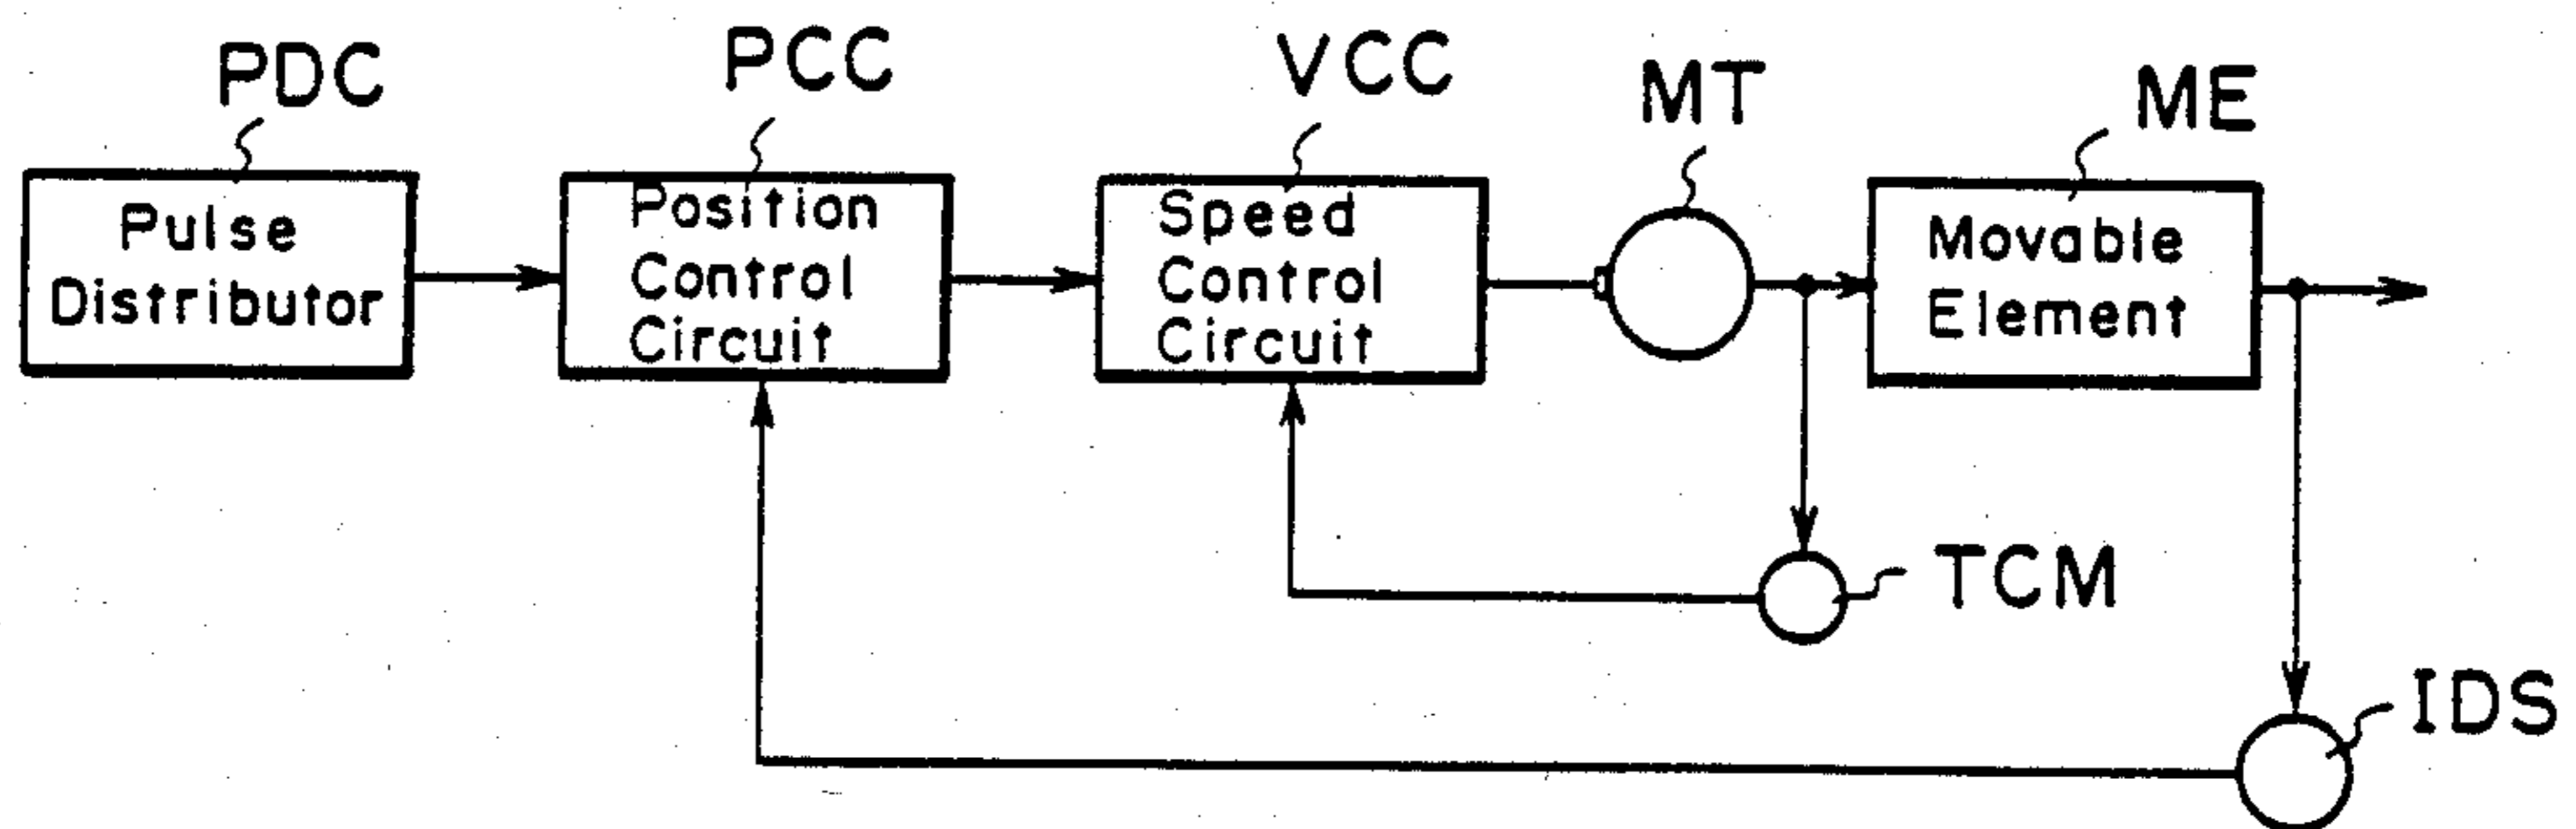 PDC
PCC
VCC
MT
ME
Pulse
Distributor
Position
Control
Circuit
Speed
Control
Circuit
Movable
Element
TCM
IDS